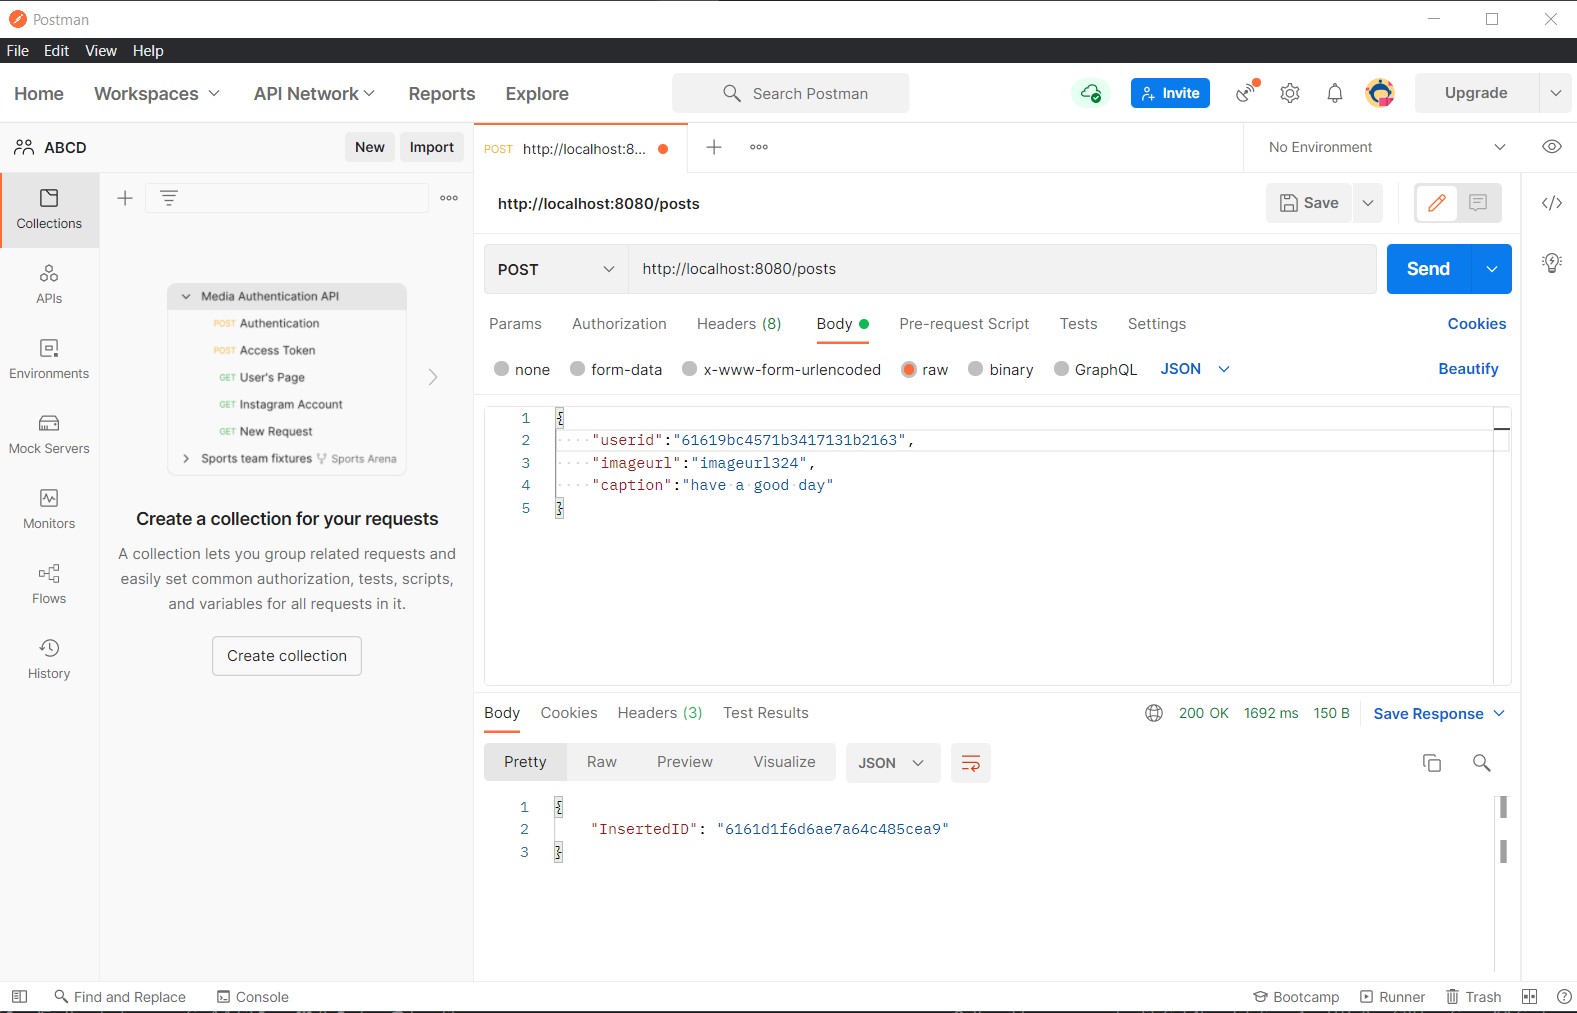 Postman
File Edit View Help
Home Workspaces API Network Reports Explore Search Postman Invite Upgrade
ABCD New Import
POST http://localhost:8... No Environment
Collections
APIs
Environments
Mock Servers
Monitors
Flows
History
Media Authentication API
POST Authentication
POST Access Token
GET User's Page
GET Instagram Account
GET New Request
Sports team fixtures Sports Arena
Create a collection for your requests
A collection lets you group related requests and
easily set common authorization, tests, scripts,
and variables for all requests in it.
Create collection
http://localhost:8080/posts Save
POST http://localhost:8080/posts Send
Params Authorization Headers (8) Body Pre-request Script Tests Settings Cookies
none form-data x-www-form-urlencoded raw binary GraphQL JSON Beautify
1 {
2 "userid":"61619bc4571b3417131b2163",
3 "imageurl":"imageurl324",
4 "caption":"have a good day"
5 }
Body Cookies Headers (3) Test Results 200 OK 1692 ms 150 B Save Response
Pretty Raw Preview Visualize JSON
1 {
2 "InsertedID": "6161d1f6d6ae7a64c485cea9"
3 }
Find and Replace Console Bootcamp Runner Trash